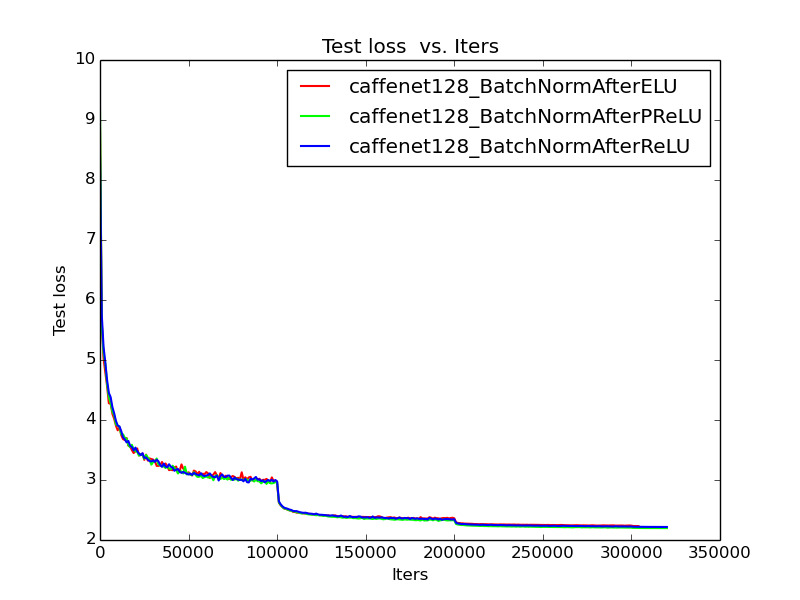 Test loss  vs. Iters
10
9
8
7
6
5
4
3
2
Test loss
caffenet128_BatchNormAfterELU
caffenet128_BatchNormAfterPReLU
caffenet128_BatchNormAfterReLU
0 50000 100000 150000 200000 250000 300000 350000
Iters